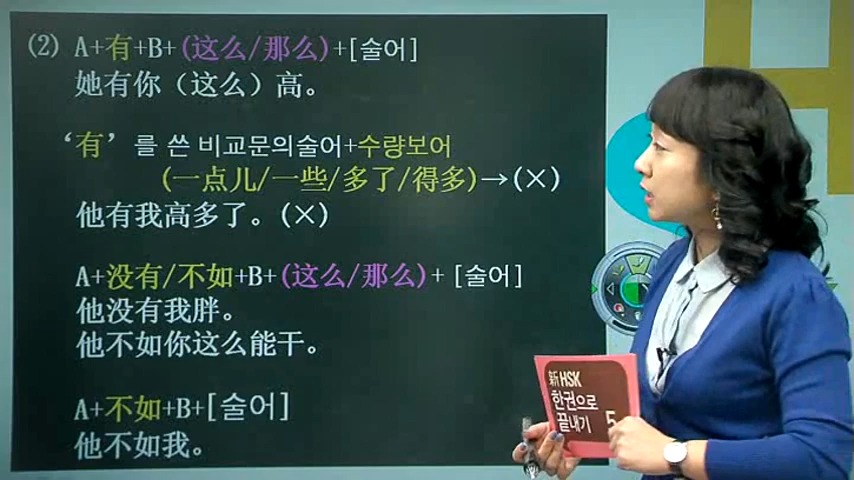 (2) A+有+B+(这么/那么)+[술어]
她有你（这么）高。
‘有’ 를 쓴 비교문의술어+수량보어
(一点儿/一些/多了/得多)→(×)
他有我高多了。(×)
A+没有/不如+B+(这么/那么)+ [술어]
他没有我胖。
他不如你这么能干。
A+不如+B+[술어]
他不如我。
新HSK
한권으로
끝내기 5